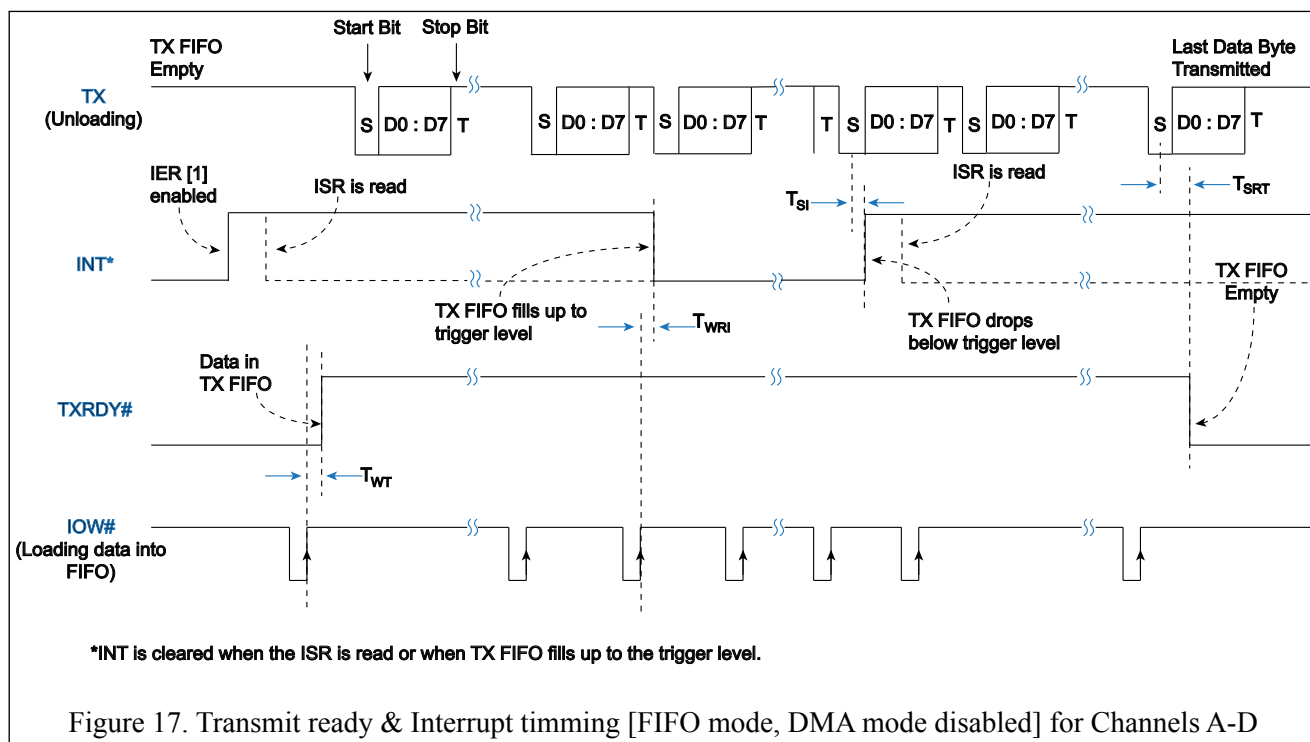 Start Bit
Stop Bit
TX FIFO
Empty
Last Data Byte
Transmitted
TX
(Unloading)
S D0 : D7 T
S D0 : D7 T S D0 : D7 T
T S D0 : D7 T S D0 : D7 T
S D0 : D7 T
IER [1]
enabled
ISR is read
ISR is read
TSI
TSRT
INT*
TX FIFO fills up to
trigger level
TWRI
TX FIFO drops
below trigger level
TX FIFO
Empty
Data in
TX FIFO
TXRDY#
TWT
IOW#
(Loading data into
FIFO)
*INT is cleared when the ISR is read or when TX FIFO fills up to the trigger level.
Figure 17. Transmit ready & Interrupt timming [FIFO mode, DMA mode disabled] for Channels A-D